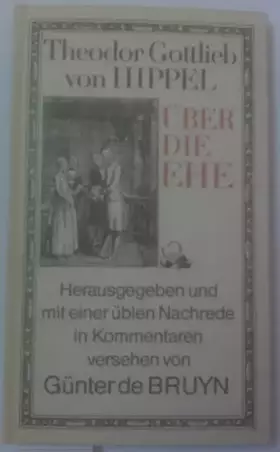 Theodor Gottlieb
von HIPPEL
ÜBER
DIE
EHE
Herausgegeben und
mit einer üblen Nachrede
in Kommentaren
versehen von
Günter de BRUYN